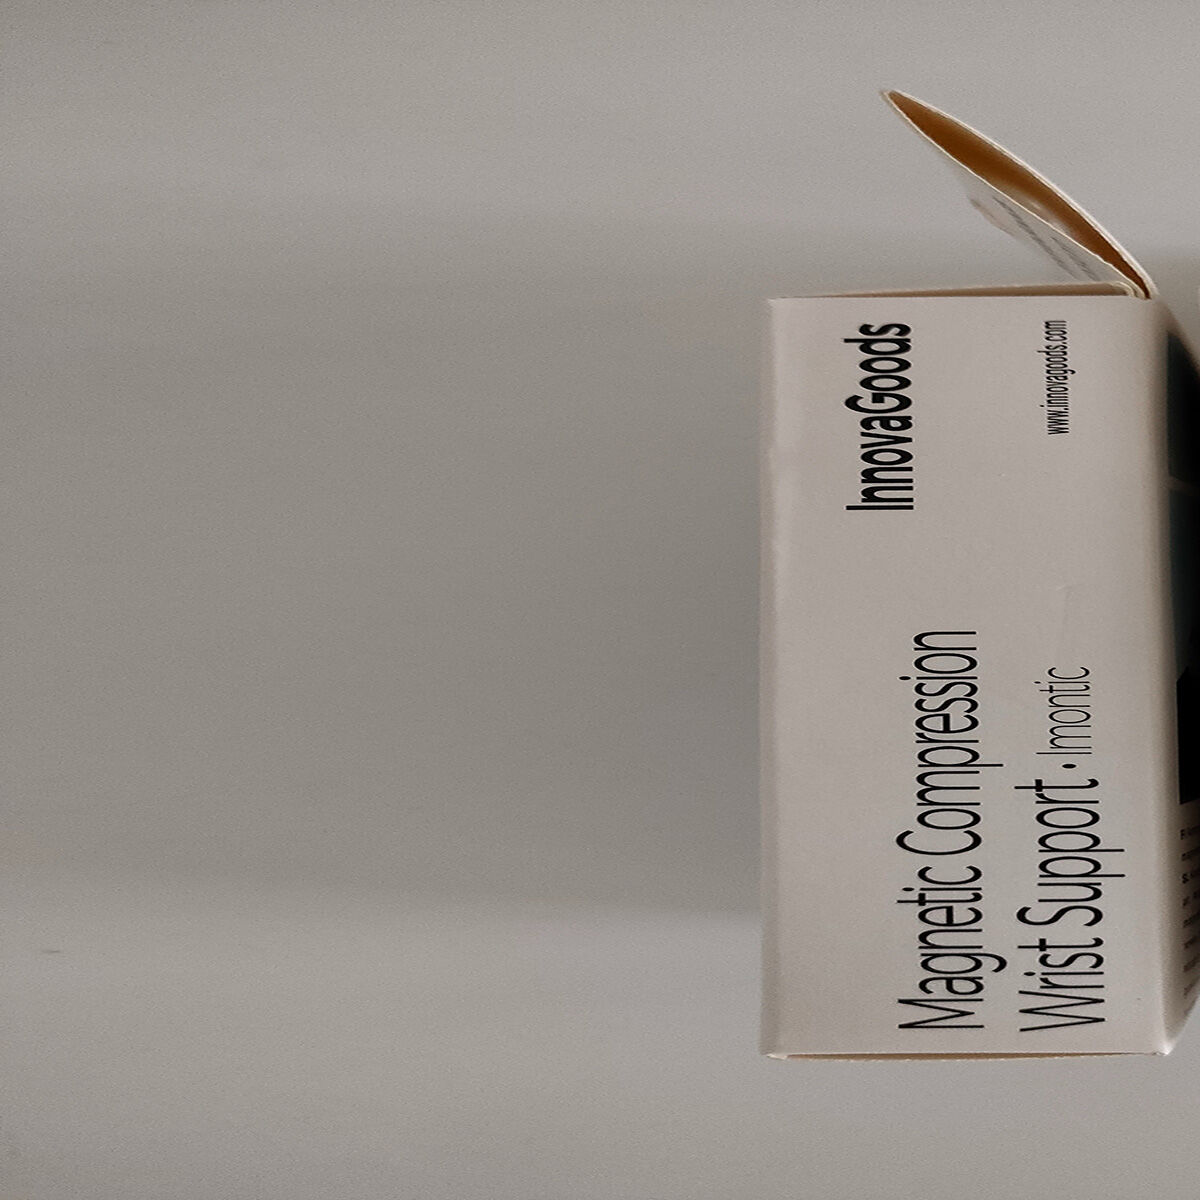 InnovaGoods
www.innovagoods.com
Magnetic Compression
Wrist Support · Imontic